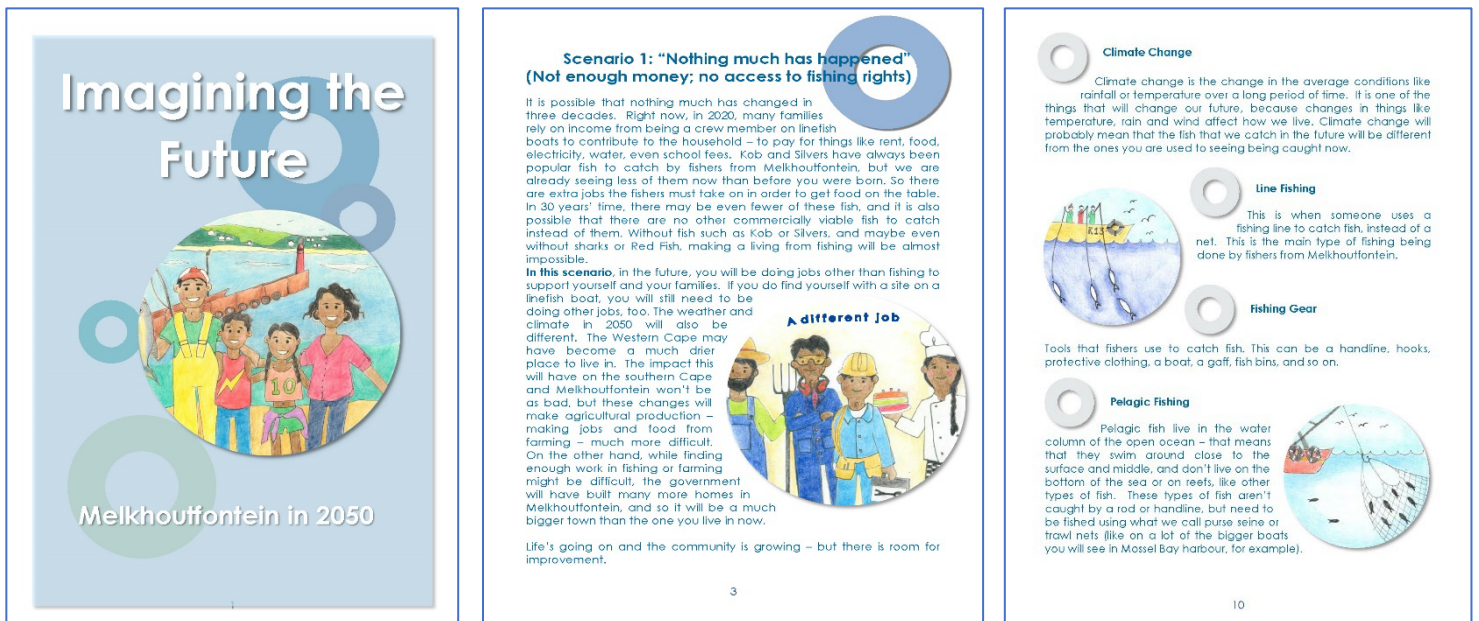 Imagining the
Future
Melkhoutfontein in 2050
1
Scenario 1: “Nothing much has happened”
(Not enough money; no access to fishing rights)
It is possible that nothing much has changed in
three decades. Right now, in 2020, many families
rely on income from being a crew member on linefish
boats to contribute to the household – to pay for things like rent, food,
electricity, water, even school fees. Kob and Silvers have always been
popular fish to catch by fishers from Melkhoutfontein, but we are
already seeing less of them now than before you were born. So there
are extra jobs the fishers must take on in order to get food on the table.
In 30 years’ time, there may be even fewer of these fish, and it is also
possible that there are no other commercially viable fish to catch
instead of them. Without fish such as Kob or Silvers, and maybe even
without sharks or Red Fish, making a living from fishing will be almost
impossible.
In this scenario, in the future, you will be doing jobs other than fishing to
support yourself and your families. If you do find yourself with a site on a
linefish boat, you will still need to be
doing other jobs, too. The weather and
climate in 2050 will also be
different. The Western Cape may
have become a much drier
place to live in. The impact this
will have on the southern Cape
and Melkhoutfontein won’t be
as bad, but these changes will
make agricultural production –
making jobs and food from
farming – much more difficult.
On the other hand, while finding
enough work in fishing or farming
might be difficult, the government
will have built many more homes in
Melkhoutfontein, and so it will be a much
bigger town than the one you live in now.
A different job
Life’s going on and the community is growing – but there is room for
improvement.
3
Climate Change
Climate change is the change in the average conditions like
rainfall or temperature over a long period of time. It is one of the
things that will change our future, because changes in things like
temperature, rain and wind affect how we live. Climate change will
probably mean that the fish that we catch in the future will be different
from the ones you are used to seeing being caught now.
Line Fishing
This is when someone uses a
fishing line to catch fish, instead of a
net. This is the main type of fishing being
done by fishers from Melkhoutfontein.
K15
Fishing Gear
Tools that fishers use to catch fish. This can be a handline, hooks,
protective clothing, a boat, a gaff, fish bins, and so on.
Pelagic Fishing
Pelagic fish live in the water
column of the open ocean – that means
that they swim around close to the
surface and middle, and don’t live on the
bottom of the sea or on reefs, like other
types of fish. These types of fish aren’t
caught by a rod or handline, but need to
be fished using what we call purse seine or
trawl nets (like on a lot of the bigger boats
you will see in Mossel Bay harbour, for example).
10